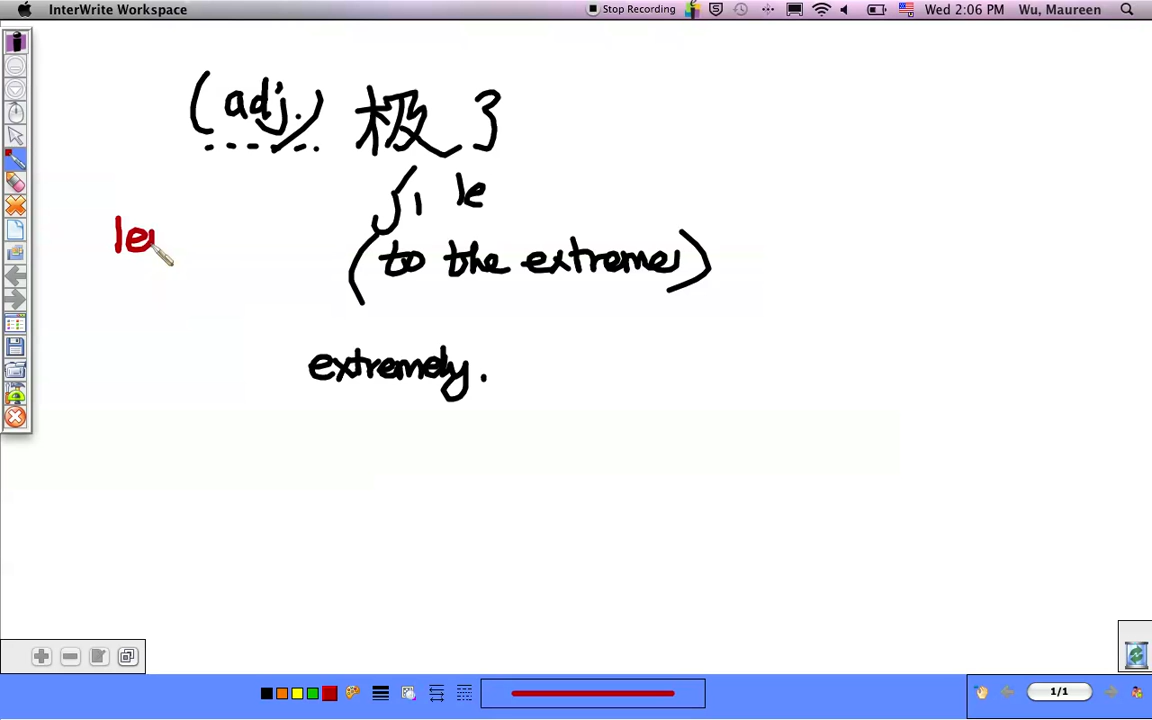 InterWrite Workspace
Stop Recording
Wed 2:06 PM
Wu, Maureen
(adj.) 极了
jí le
le
(to the extremes)
extremely.
1/1